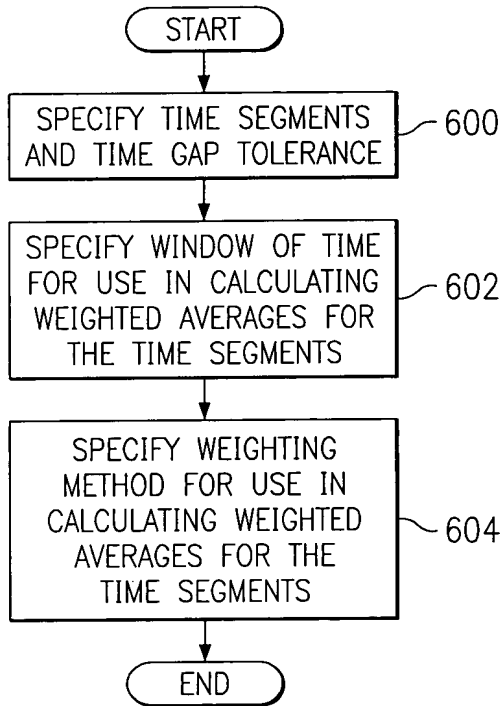 START
SPECIFY TIME SEGMENTS
AND TIME GAP TOLERANCE
600
SPECIFY WINDOW OF TIME
FOR USE IN CALCULATING
WEIGHTED AVERAGES FOR
THE TIME SEGMENTS
602
SPECIFY WEIGHTING
METHOD FOR USE IN
CALCULATING WEIGHTED
AVERAGES FOR THE
TIME SEGMENTS
604
END